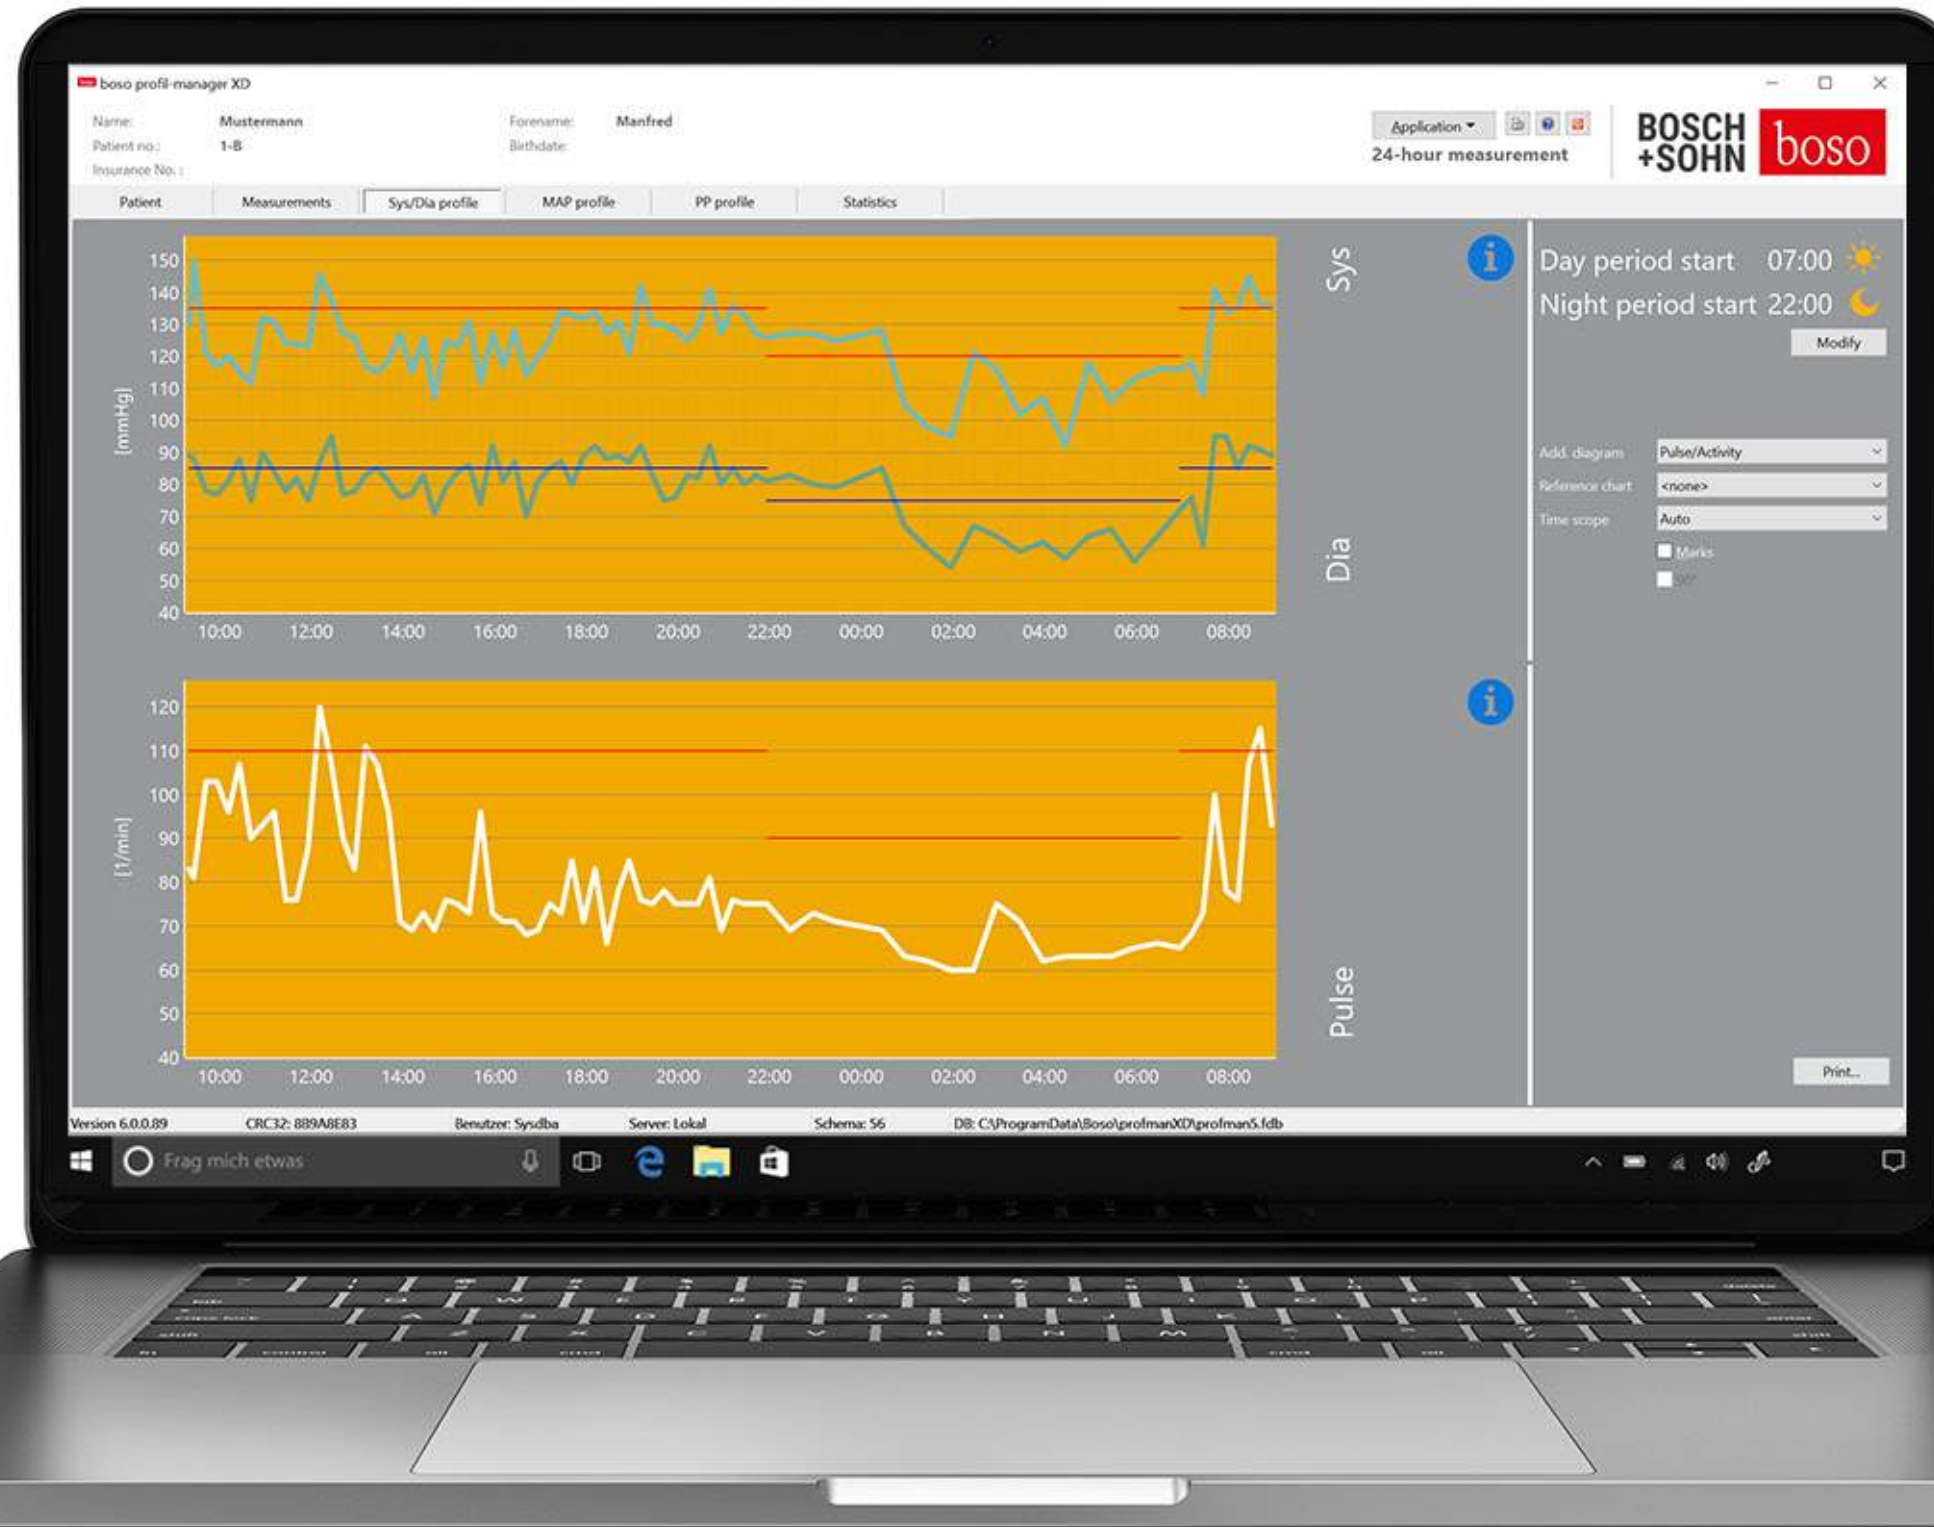 boso profil-manager XD
Name: Mustermann Forename: Manfred
Patient no.: 1-8 Birthdate:
Insurance No. :
Application
24-hour measurement
BOSCH
+SOHN
boso
Patient Measurements Sys/Dia profile MAP profile PP profile Statistics
150
140
130
120
110
100
90
80
70
60
50
40
[mmHg]
10:00 12:00 14:00 16:00 18:00 20:00 22:00 00:00 02:00 04:00 06:00 08:00
Sys
Dia
i
120
110
100
90
80
70
60
50
40
[1/min]
10:00 12:00 14:00 16:00 18:00 20:00 22:00 00:00 02:00 04:00 06:00 08:00
Pulse
i
Day period start 07:00
Night period start 22:00
Modify
Add. diagram Pulse/Activity
Reference chart <none>
Time scope Auto
Marks
Print...
Version 6.0.0.89 CRC32: 8B9A8E83 Benutzer: Sysdba Server: Lokal Schema: 56 DB: C:\ProgramData\Boso\profmanXD\profman5.fdb
Frag mich etwas